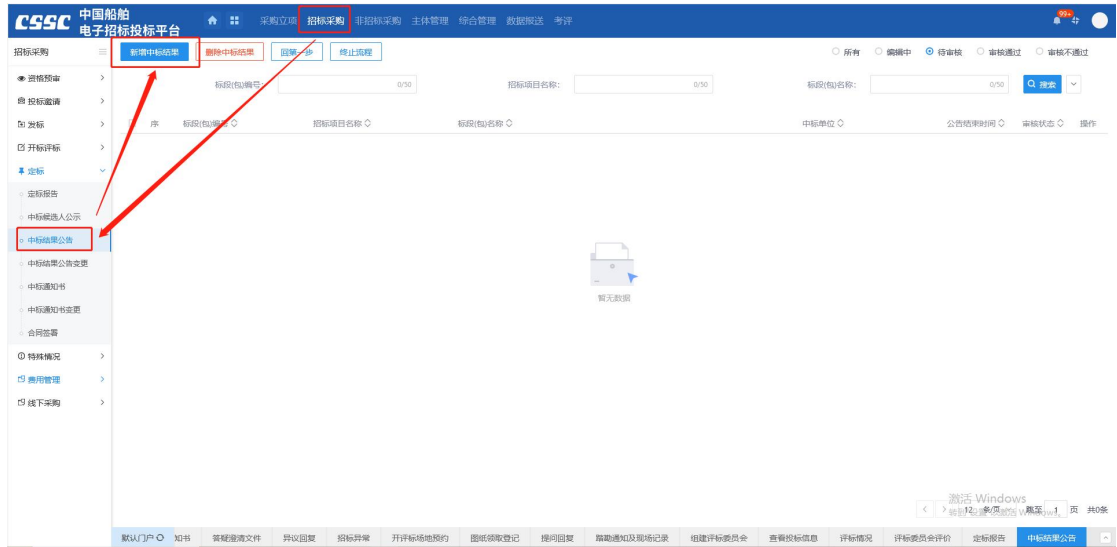 CSSC 中国船舶
电子招标投标平台
采购立项 招标采购 非招标采购 主体管理 综合管理 数据报送 考评
99+
招标采购
新增中标结果 删除中标结果 回第一步 终止流程
所有 编辑中 待审核 审核通过 审核不通过
资格预审
标段(包)编号: 0/50 招标项目名称: 0/50 标段(包)名称: 0/50 搜索
投标邀请
发标
序 标段(包)编号 招标项目名称 标段(包)名称 中标单位 公告结束时间 审核状态 操作
开标评标
定标
定标报告
中标候选人公示
中标结果公告
中标结果公告变更
中标通知书
中标通知书变更
合同签署
暂无数据
特殊情况
费用管理
线下采购
激活 Windows
12 条/页 跳至 1 页 共0条
默认门户 知书 答疑澄清文件 异议回复 招标异常 开评标场地预约 图纸领取登记 提问回复 踏勘通知及现场记录 组建评标委员会 查看投标信息 评标情况 评标委员会评价 定标报告 中标结果公告